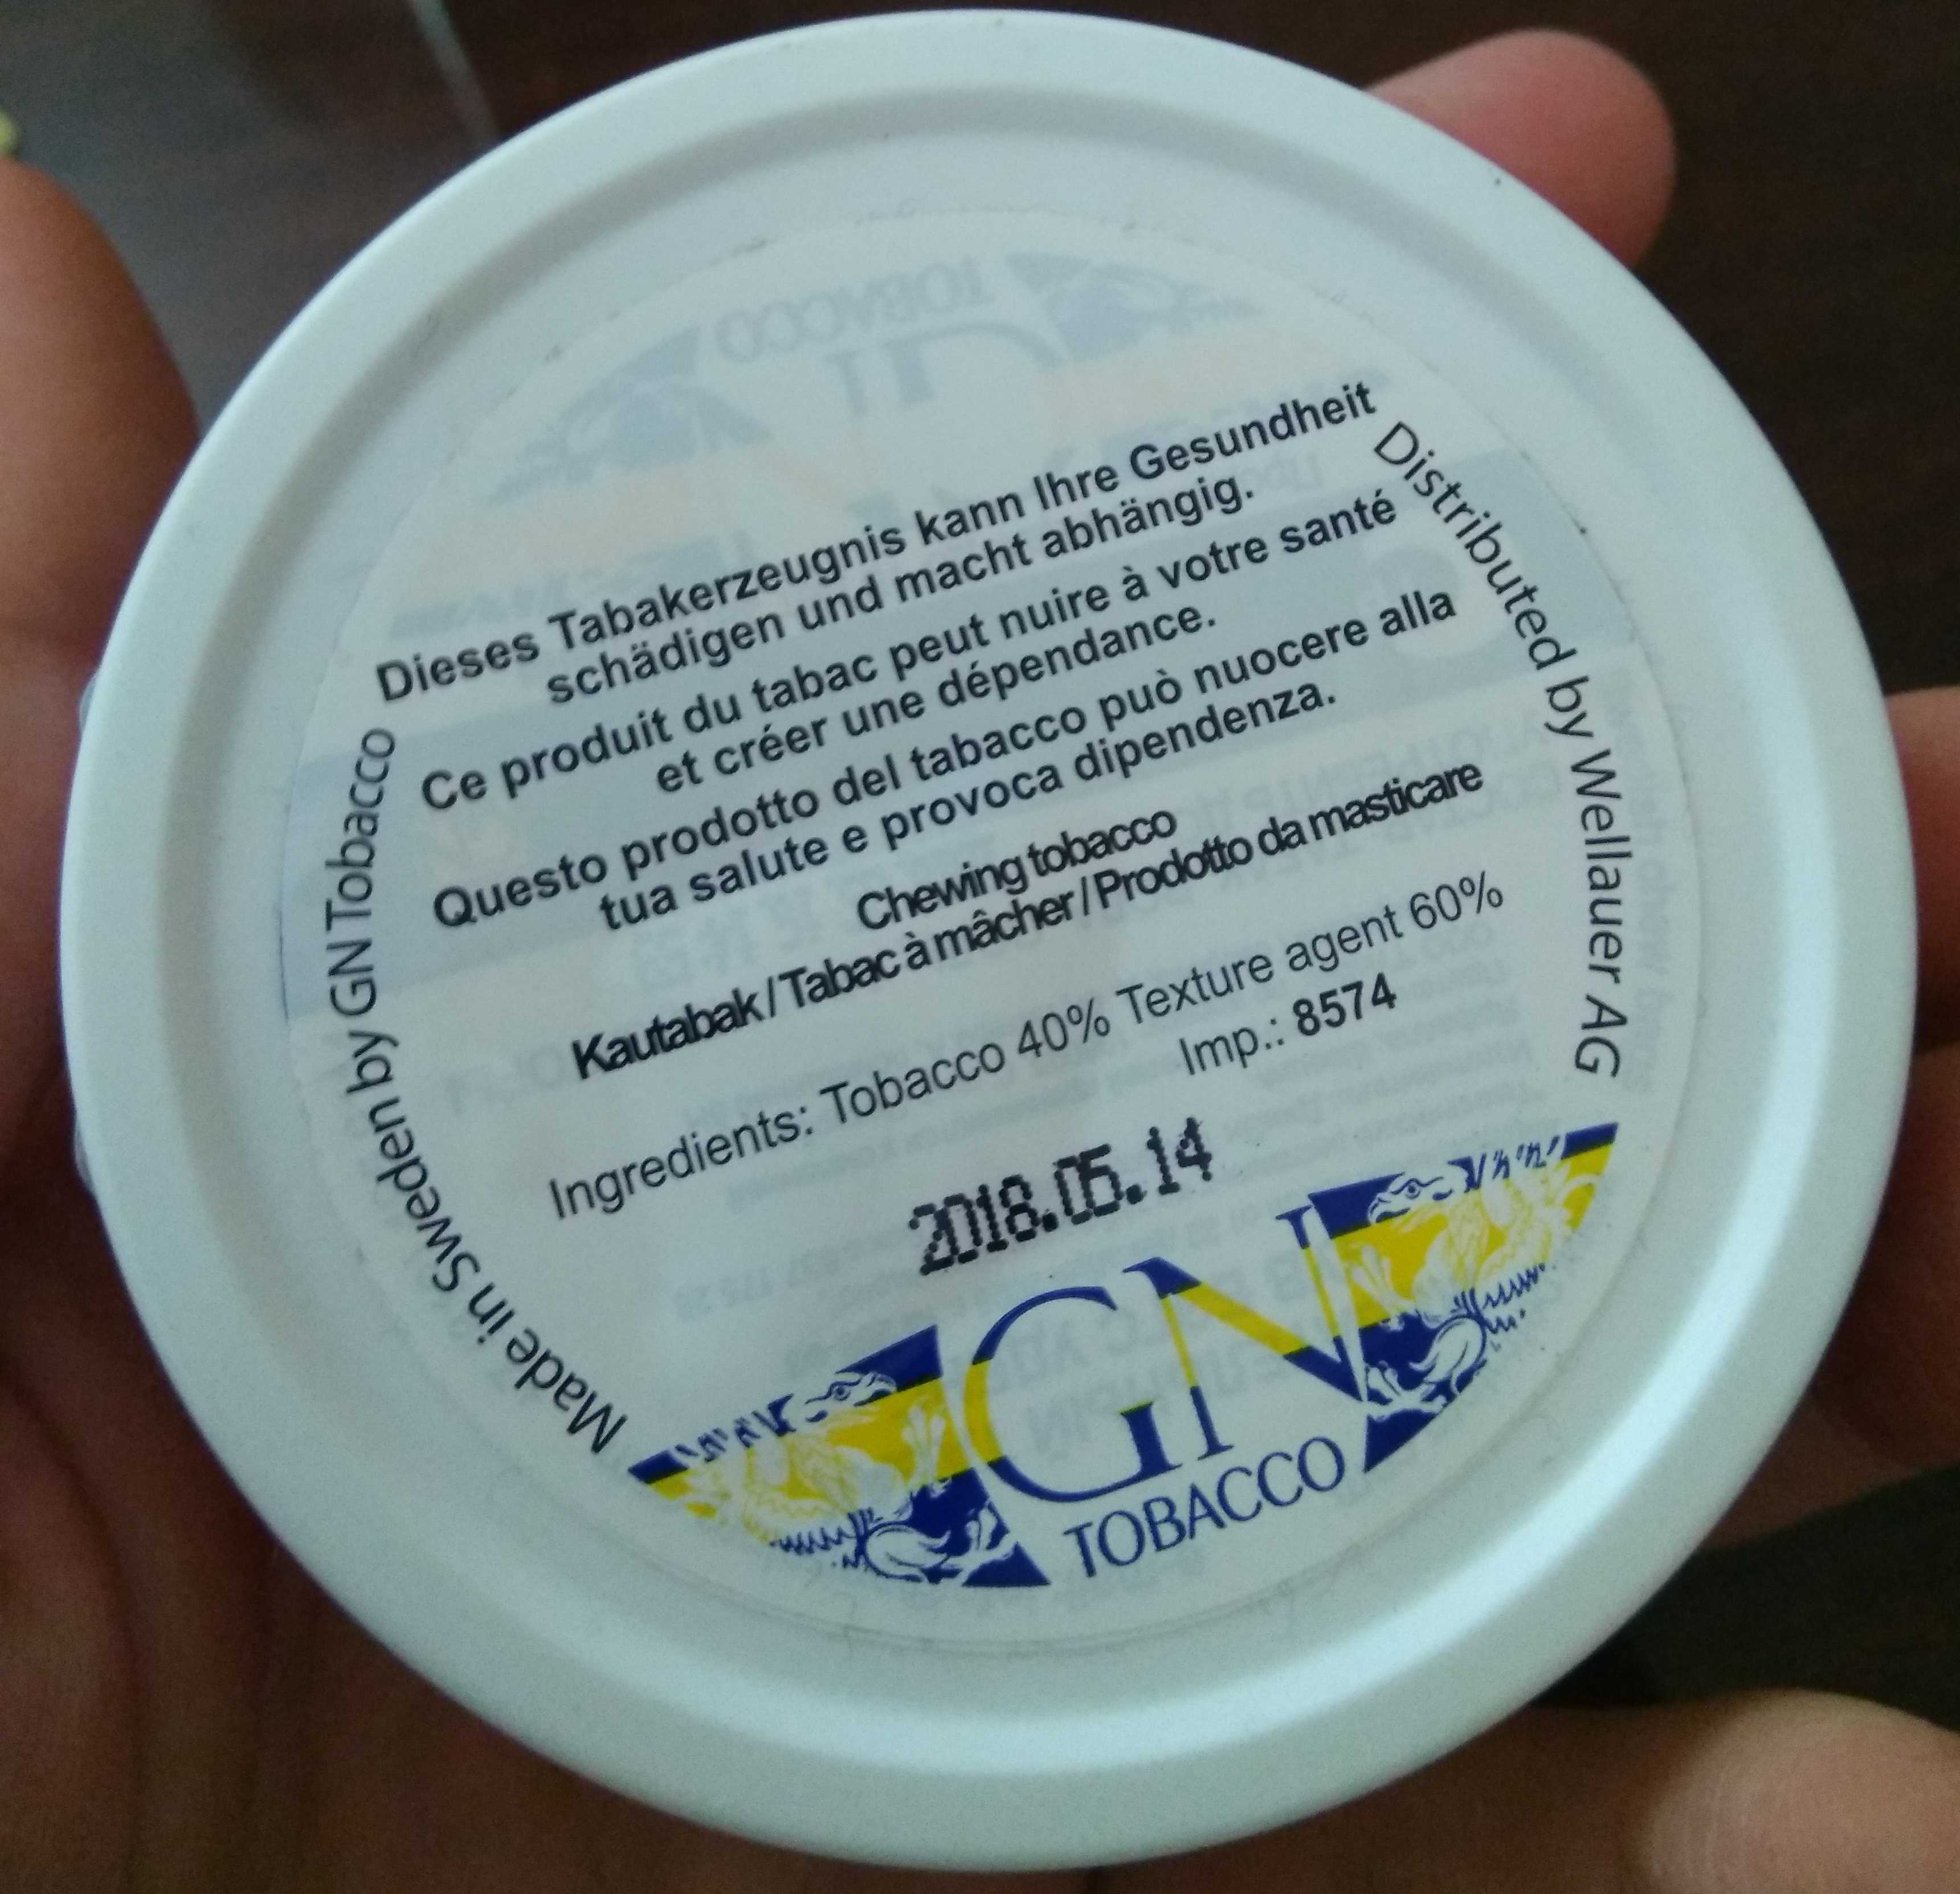 Dieses Tabakerzeugnis kann Ihre Gesundheit
schädigen und macht abhängig.
Ce produit du tabac peut nuire à votre santé
et créer une dépendance.
Questo prodotto del tabacco può nuocere alla
tua salute e provoca dipendenza.
Chewing tobacco
Kautabak / Tabac à mâcher / Prodotto da masticare
Ingredients: Tobacco 40% Texture agent 60%
Imp.: 8574
2018.05.14
GN
TOBACCO
Made in Sweden by GN Tobacco
Distributed by Wellauer AG